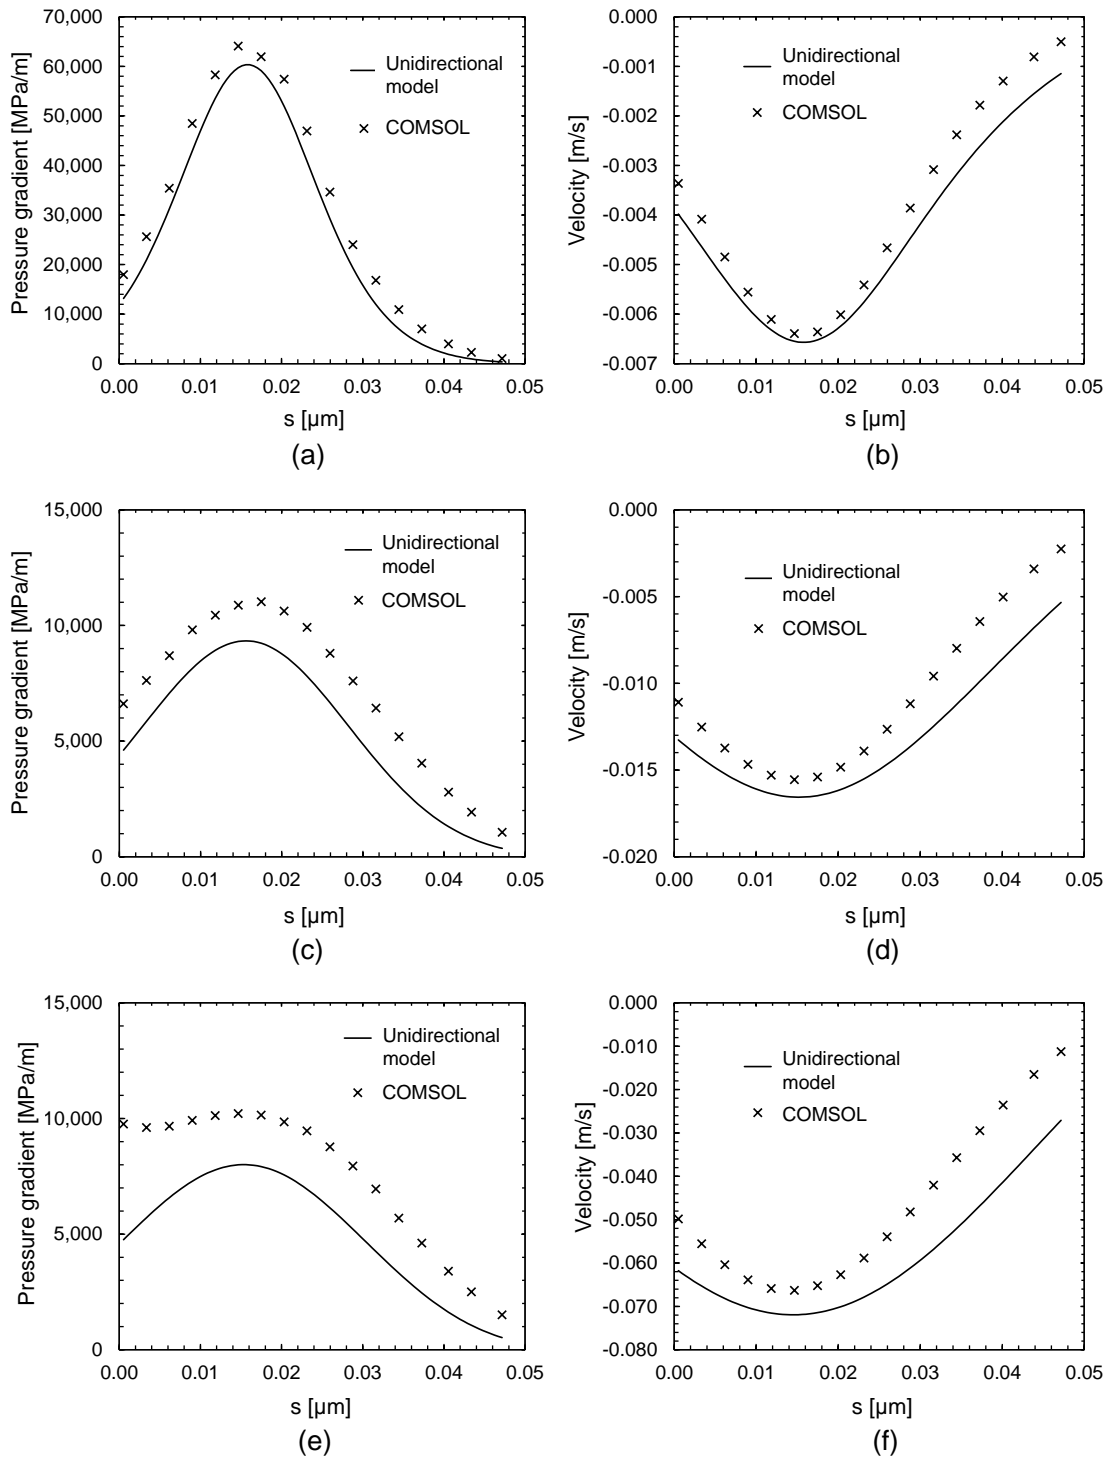 70,000
60,000
50,000
40,000
30,000
20,000
10,000
0
Pressure gradient [MPa/m]
Unidirectional
model
COMSOL
0.00 0.01 0.02 0.03 0.04 0.05
s [µm]
(a)
0.000
-0.001
-0.002
-0.003
-0.004
-0.005
-0.006
-0.007
Velocity [m/s]
Unidirectional
model
COMSOL
0.00 0.01 0.02 0.03 0.04 0.05
s [µm]
(b)
15,000
10,000
5,000
0
Pressure gradient [MPa/m]
Unidirectional
model
COMSOL
0.00 0.01 0.02 0.03 0.04 0.05
s [µm]
(c)
0.000
-0.005
-0.010
-0.015
-0.020
Velocity [m/s]
Unidirectional
model
COMSOL
0.00 0.01 0.02 0.03 0.04 0.05
s [µm]
(d)
15,000
10,000
5,000
0
Pressure gradient [MPa/m]
Unidirectional
model
COMSOL
0.00 0.01 0.02 0.03 0.04 0.05
s [µm]
(e)
0.000
-0.010
-0.020
-0.030
-0.040
-0.050
-0.060
-0.070
-0.080
Velocity [m/s]
Unidirectional
model
COMSOL
0.00 0.01 0.02 0.03 0.04 0.05
s [µm]
(f)